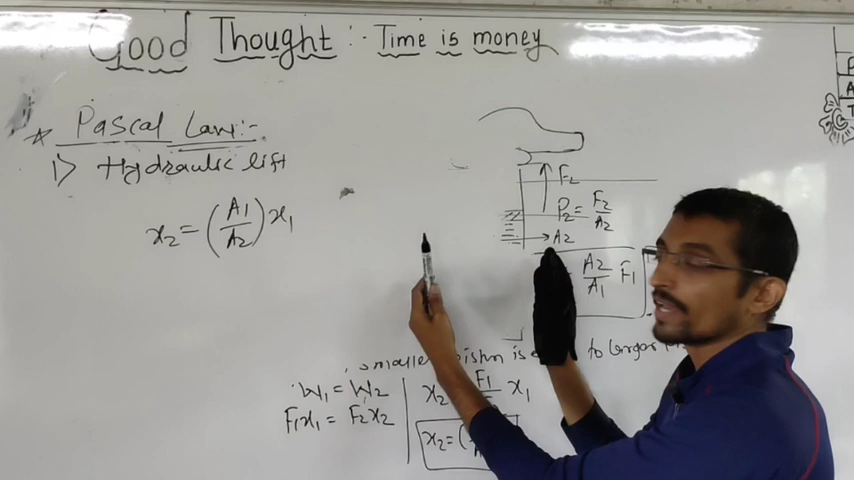 Good Thought :- Time is money
* Pascal Law:-
1) Hydraulic lift
x₂ = (A₁/A₂) x₁
F₂
P₂ = F₂/A₂
→ A₂
A₂/A₁ F₁
smaller piston is to larger
W₁ = W₂
F₁x₁ = F₂x₂
x₂ F₁ x₁
x₂ = (
P
A
T